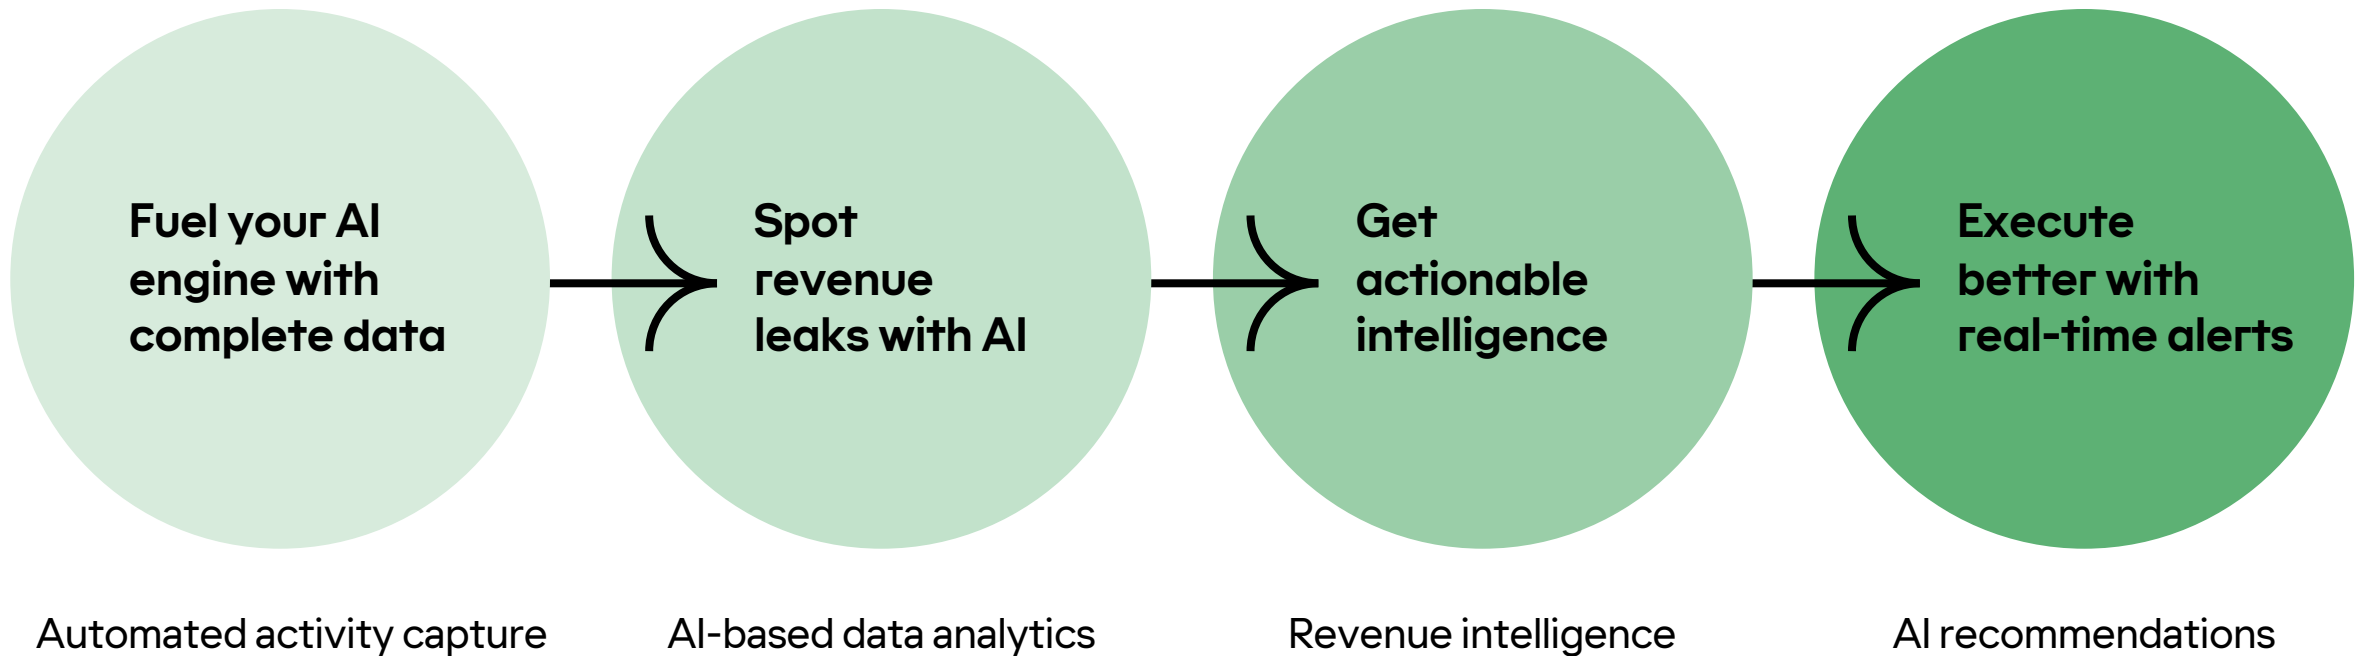 Fuel your AI
engine with
complete data
Spot
revenue
leaks with AI
Get
actionable
intelligence
Execute
better with
real-time alerts
Automated activity capture
AI-based data analytics
Revenue intelligence
AI recommendations